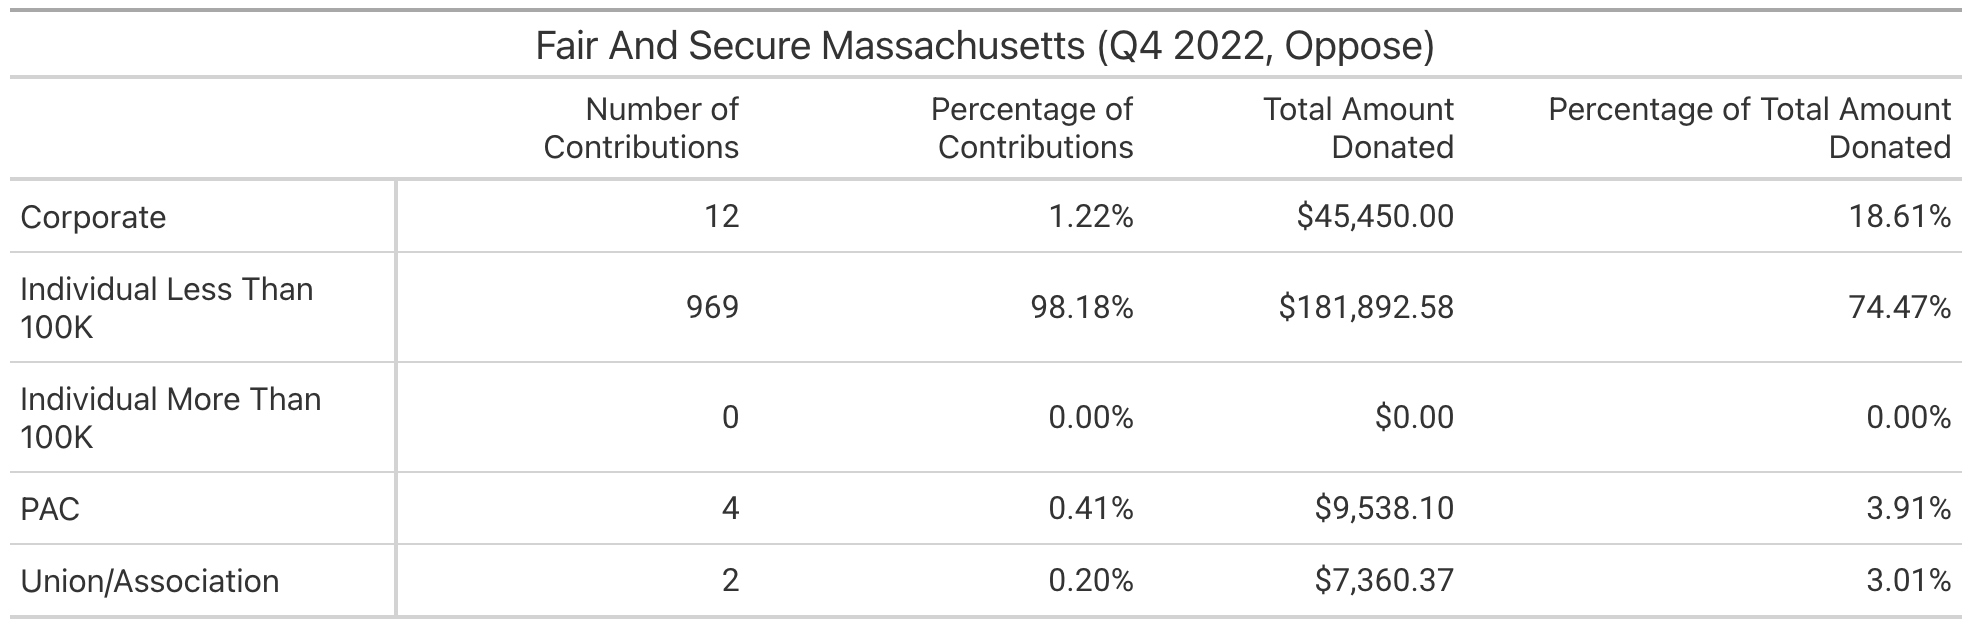 Fair And Secure Massachusetts (Q4 2022, Oppose)
Number of Contributions Percentage of Contributions Total Amount Donated Percentage of Total Amount Donated
Corporate 12 1.22% $45,450.00 18.61%
Individual Less Than 100K 969 98.18% $181,892.58 74.47%
Individual More Than 100K 0 0.00% $0.00 0.00%
PAC 4 0.41% $9,538.10 3.91%
Union/Association 2 0.20% $7,360.37 3.01%